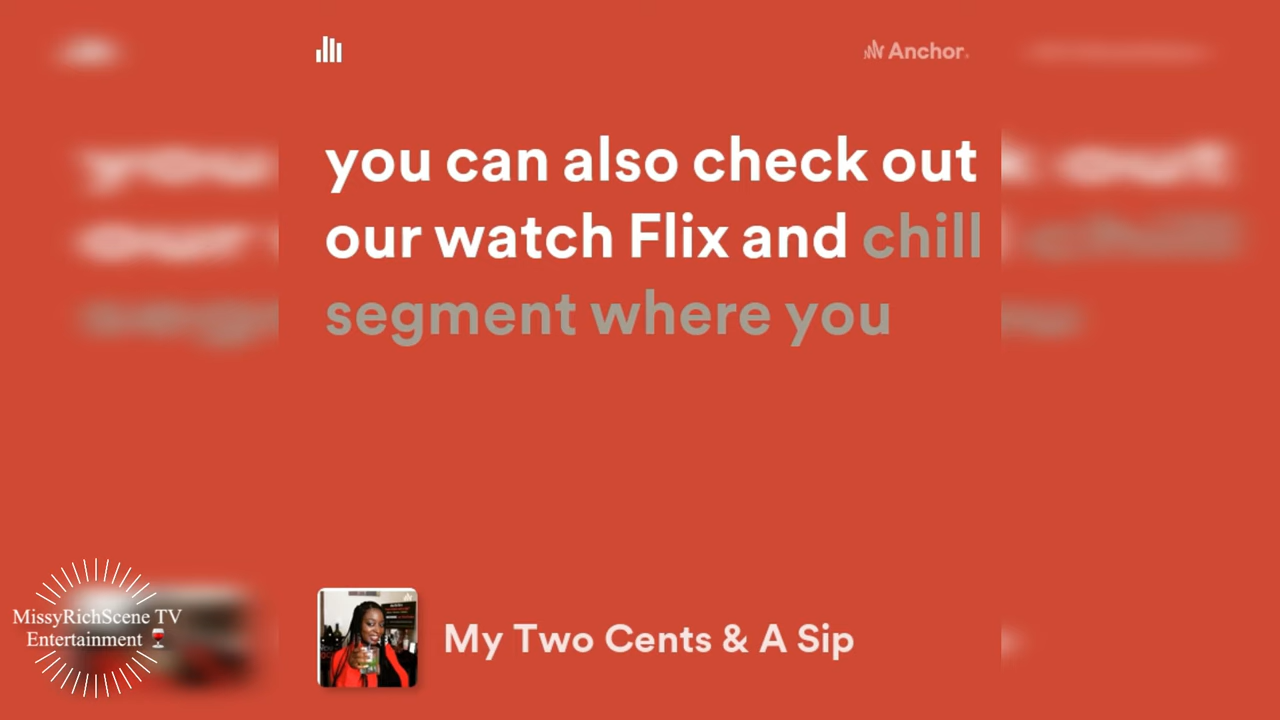 Anchor
you can also check out
our watch Flix and chill
segment where you
MissyRichScene TV
Entertainment 🍷
My Two Cents & A Sip